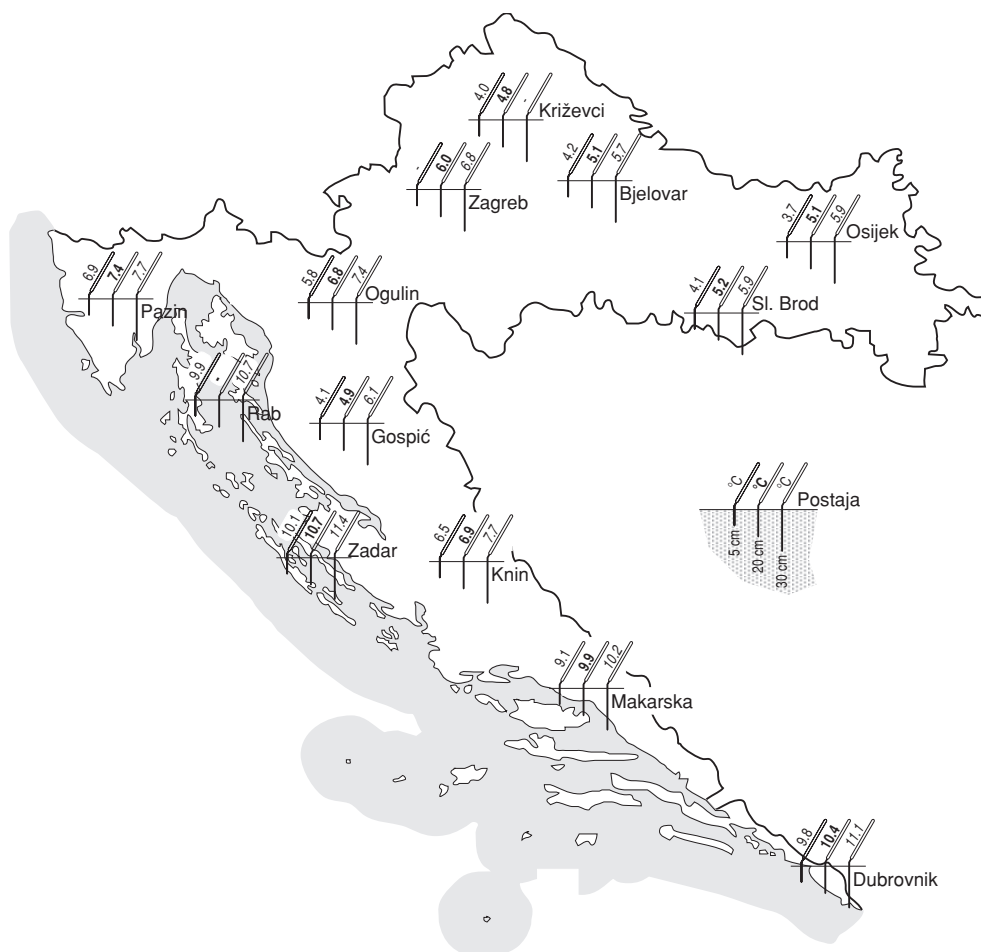 4.0 4.8 -
Križevci
- 6.0 6.8
Zagreb
4.2 5.1 5.7
Bjelovar
3.7 5.1 5.9
Osijek
6.9 7.4 7.7
Pazin
5.8 6.8 7.4
Ogulin
4.1 5.2 5.9
Sl. Brod
9.9 - 10.7
Rab
4.1 4.9 6.1
Gospić
°C °C °C
Postaja
5 cm
20 cm
30 cm
10.1 10.7 11.4
Zadar
6.5 6.9 7.7
Knin
9.1 9.9 10.2
Makarska
9.8 10.4 11.1
Dubrovnik